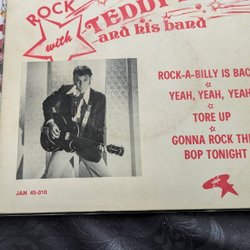 ROCK
with
TEDDY
and his band
ROCK-A-BILLY IS BAC
YEAH, YEAH, YEAH
TORE UP
GONNA ROCK THE
BOP TONIGHT
JAN 45-010